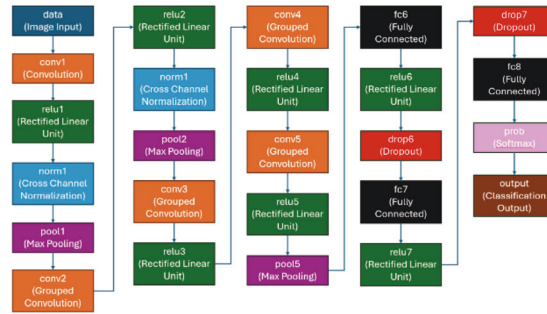 data
(Image Input)
conv1
(Convolution)
relu1
(Rectified Linear
Unit)
norm1
(Cross Channel
Normalization)
pool1
(Max Pooling)
conv2
(Grouped
Convolution)
relu2
(Rectified Linear
Unit)
norm1
(Cross Channel
Normalization)
pool2
(Max Pooling)
conv3
(Grouped
Convolution)
relu3
(Rectified Linear
Unit)
conv4
(Grouped
Convolution)
relu4
(Rectified Linear
Unit)
conv5
(Grouped
Convolution)
relu5
(Rectified Linear
Unit)
pool5
(Max Pooling)
fc6
(Fully
Connected)
relu6
(Rectified Linear
Unit)
drop6
(Dropout)
fc7
(Fully
Connected)
relu7
(Rectified Linear
Unit)
drop7
(Dropout)
fc8
(Fully
Connected)
prob
(Softmax)
output
(Classification
Output)